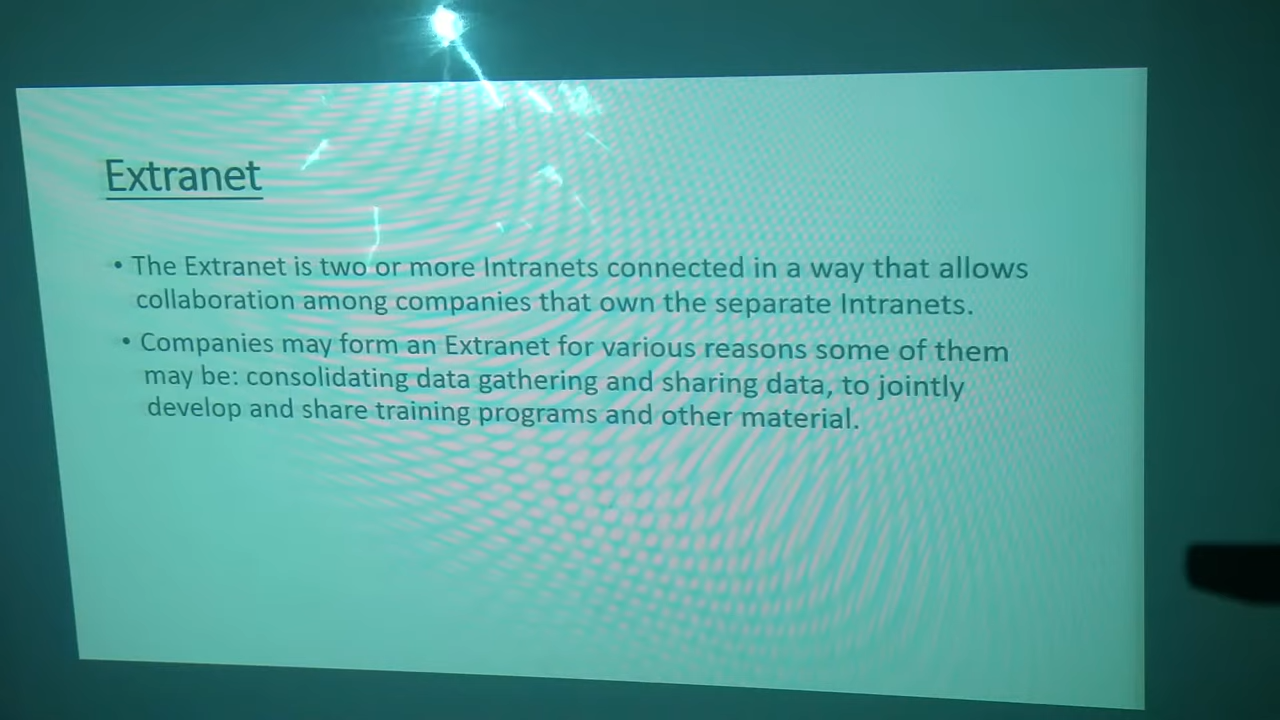 Extranet
• The Extranet is two or more Intranets connected in a way that allows
collaboration among companies that own the separate Intranets.
• Companies may form an Extranet for various reasons some of them
may be: consolidating data gathering and sharing data, to jointly
develop and share training programs and other material.